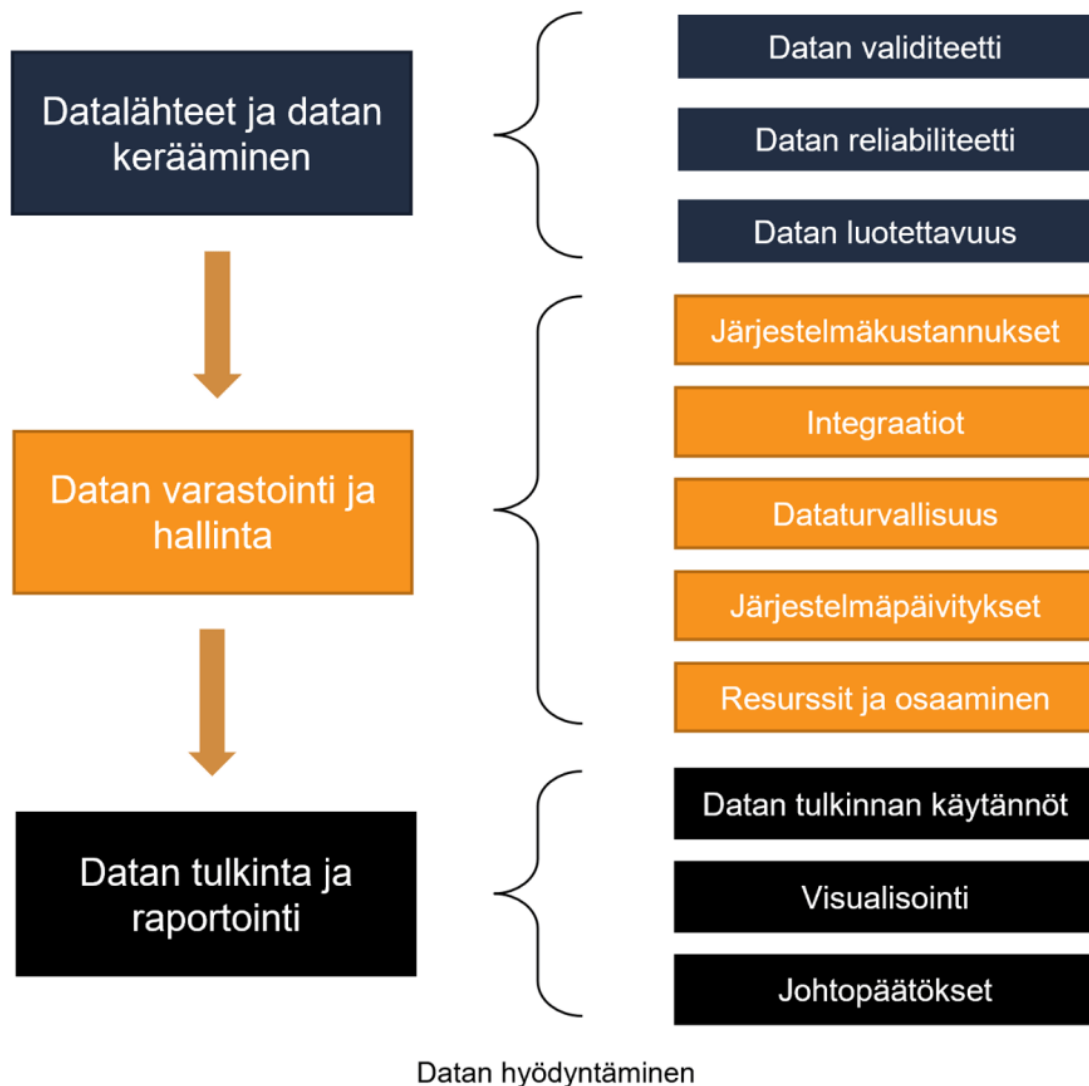 Datalähteet ja datan
kerääminen
Datan validiteetti
Datan reliabiliteetti
Datan luotettavuus
Datan varastointi ja
hallinta
Järjestelmäkustannukset
Integraatiot
Dataturvallisuus
Järjestelmäpäivitykset
Resurssit ja osaaminen
Datan tulkinta ja
raportointi
Datan tulkinnan käytännöt
Visualisointi
Johtopäätökset
Datan hyödyntäminen